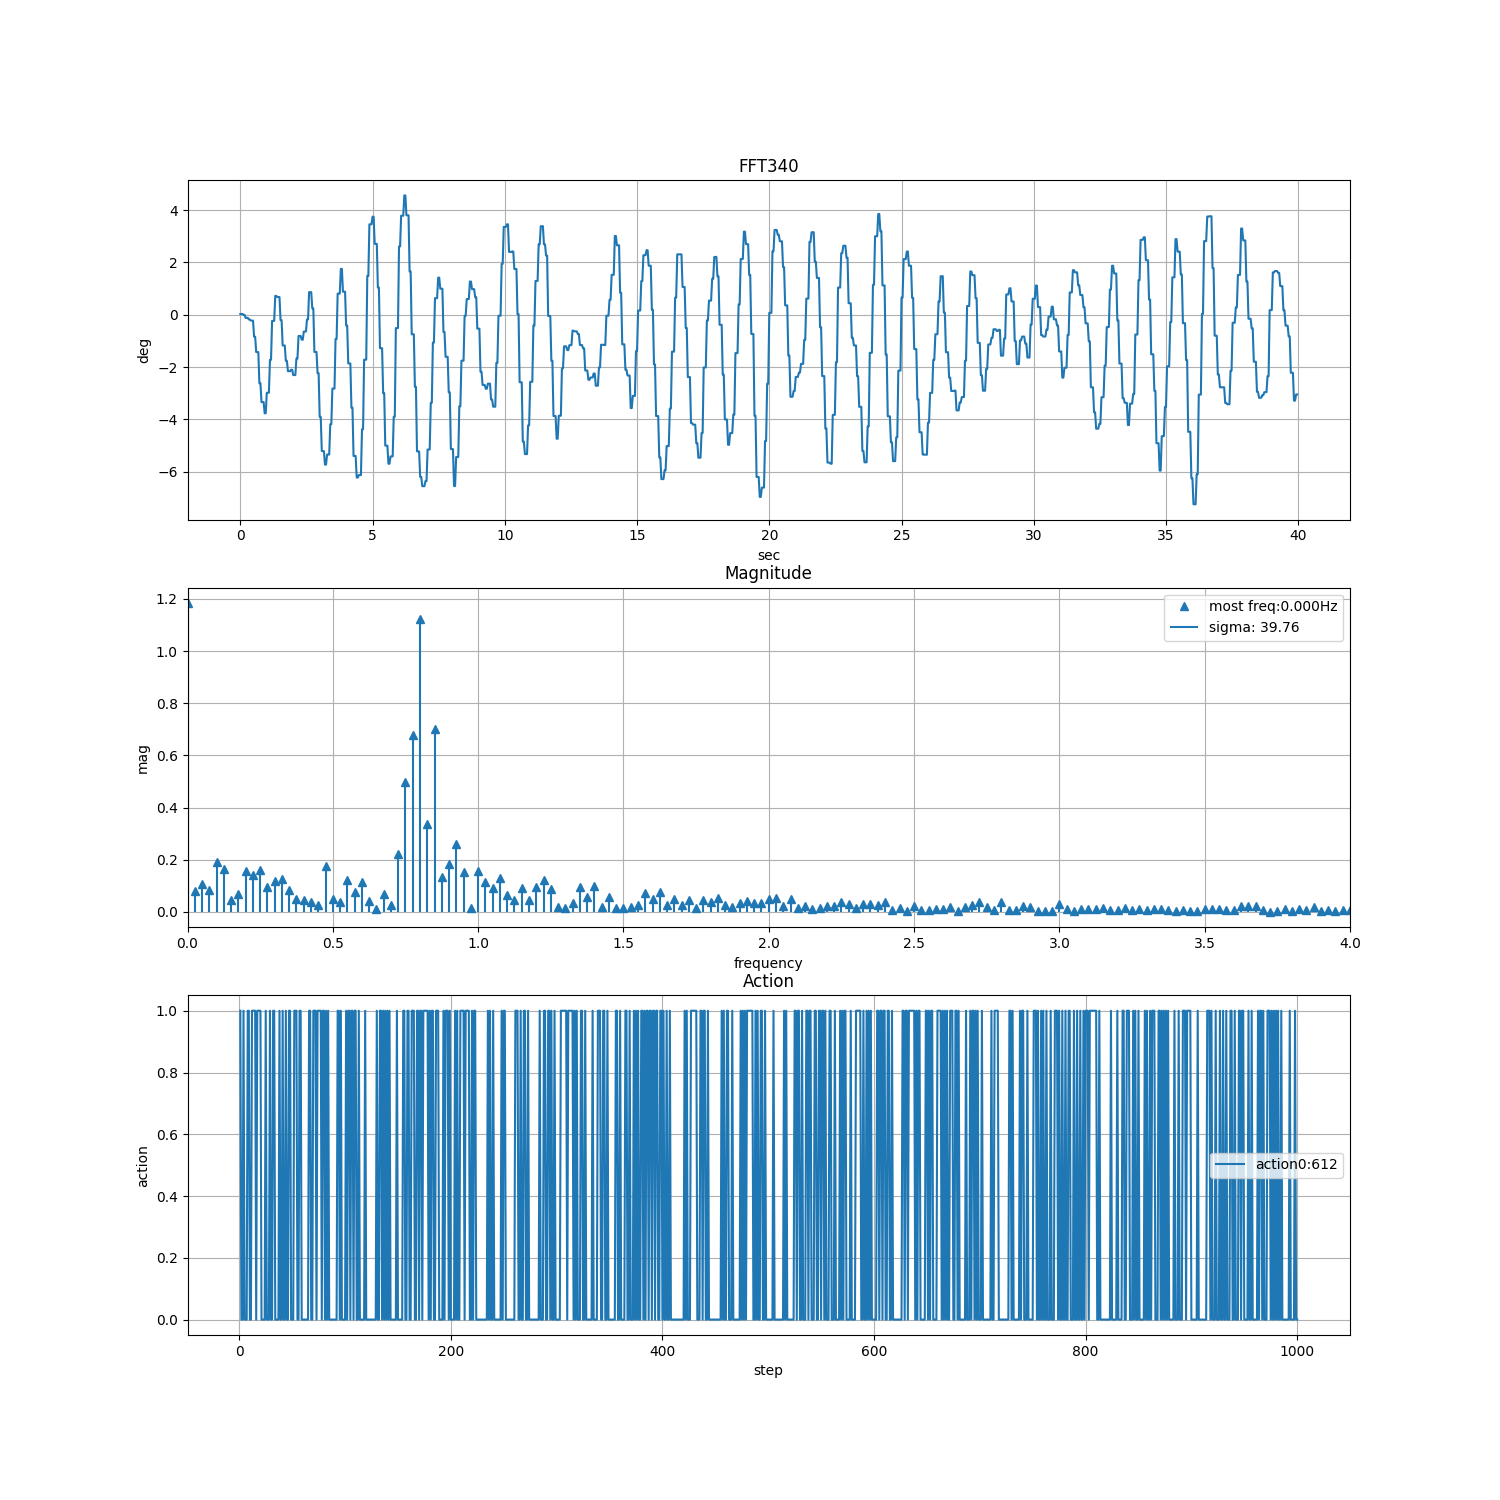 FFT340
4
2
0
−2
−4
−6
deg
0 5 10 15 20 25 30 35 40
sec
Magnitude
1.2
1.0
0.8
0.6
0.4
0.2
0.0
mag
most freq:0.000Hz
sigma: 39.76
0.0 0.5 1.0 1.5 2.0 2.5 3.0 3.5 4.0
frequency
Action
1.0
0.8
0.6
0.4
0.2
0.0
action
action0:612
0 200 400 600 800 1000
step